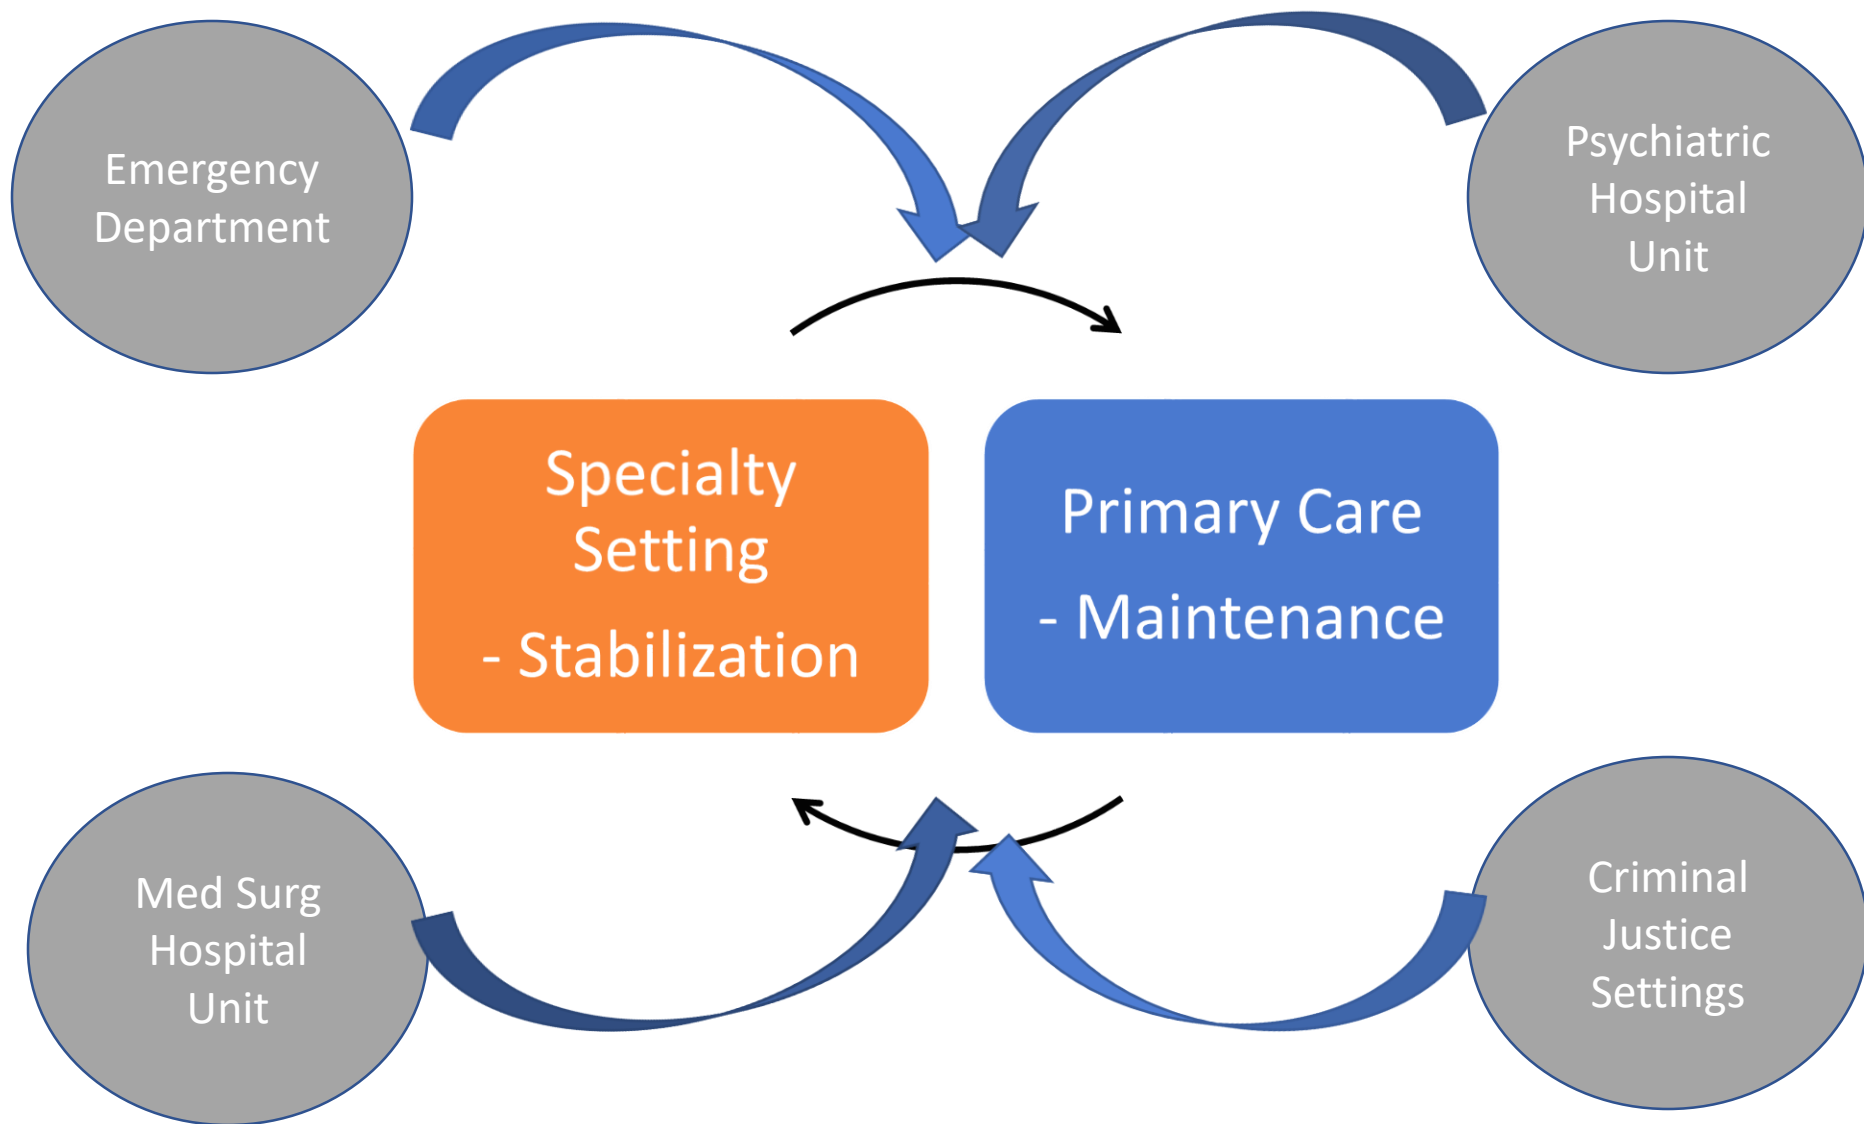 Emergency
Department
Psychiatric
Hospital
Unit
Specialty
Setting
- Stabilization
Primary Care
- Maintenance
Med Surg
Hospital
Unit
Criminal
Justice
Settings